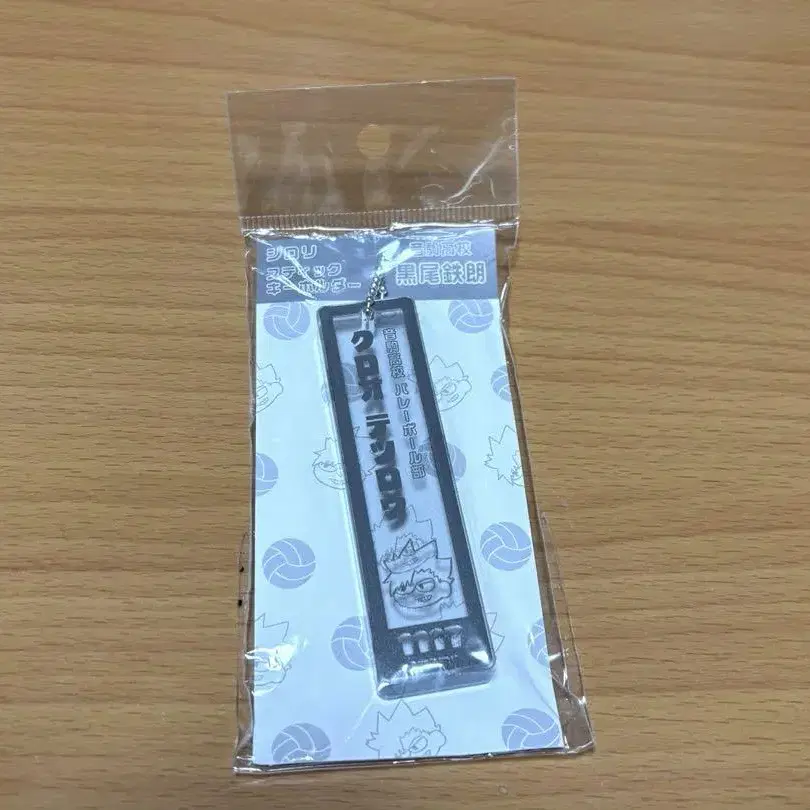 ジロリ
スティック
キーホルダー
音駒高校
黒尾鉄朗
音駒高校 バレーボール部
クロオ テツロウ